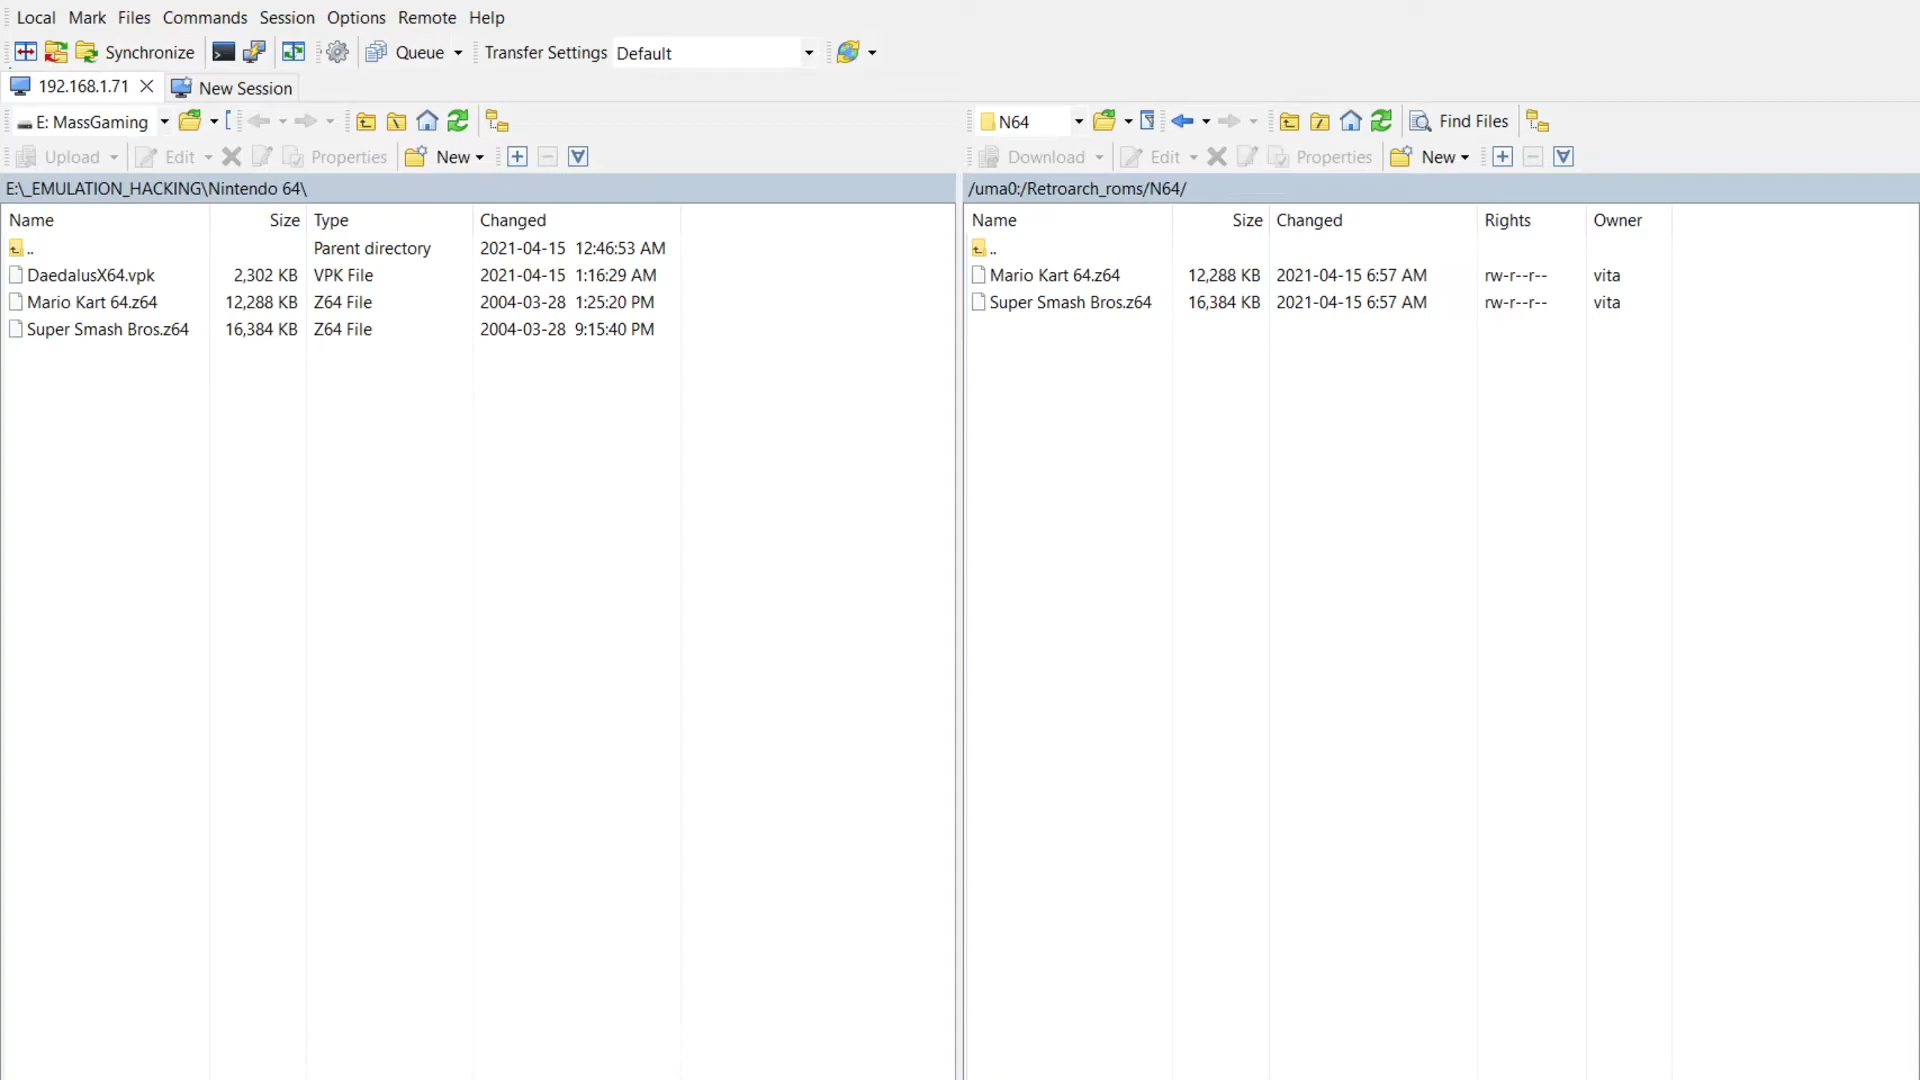 Local Mark Files Commands Session Options Remote Help
Synchronize Queue Transfer Settings Default
192.168.1.71 New Session
E: MassGaming
Upload Edit Properties New
E:\_EMULATION_HACKING\Nintendo 64\
Name Size Type Changed
.. Parent directory 2021-04-15 12:46:53 AM
DaedalusX64.vpk 2,302 KB VPK File 2021-04-15 1:16:29 AM
Mario Kart 64.z64 12,288 KB Z64 File 2004-03-28 1:25:20 PM
Super Smash Bros.z64 16,384 KB Z64 File 2004-03-28 9:15:40 PM
N64 Find Files
Download Edit Properties New
/uma0:/Retroarch_roms/N64/
Name Size Changed Rights Owner
..
Mario Kart 64.z64 12,288 KB 2021-04-15 6:57 AM rw-r--r-- vita
Super Smash Bros.z64 16,384 KB 2021-04-15 6:57 AM rw-r--r-- vita